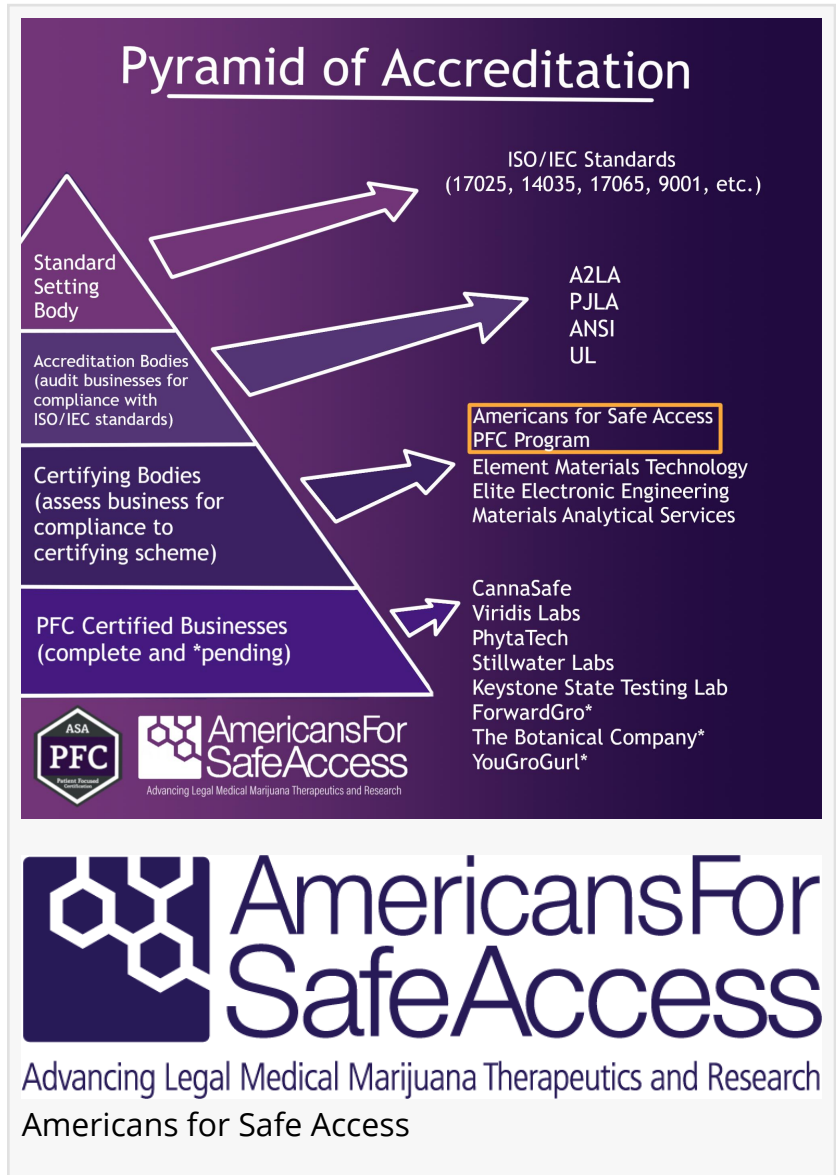 Pyramid of Accreditation
ISO/IEC Standards
(17025, 14035, 17065, 9001, etc.)
Standard
Setting
Body
A2LA
PJLA
ANSI
UL
Accreditation Bodies
(audit businesses for
compliance with
ISO/IEC standards)
Americans for Safe Access
PFC Program
Element Materials Technology
Elite Electronic Engineering
Materials Analytical Services
Certifying Bodies
(assess business for
compliance to
certifying scheme)
CannaSafe
Viridis Labs
PhytaTech
Stillwater Labs
Keystone State Testing Lab
ForwardGro*
The Botanical Company*
YouGroGurl*
PFC Certified Businesses
(complete and *pending)
ASA
PFC
Patient Focused
Certification
AmericansFor
SafeAccess
Advancing Legal Medical Marijuana Therapeutics and Research
AmericansFor
SafeAccess
Advancing Legal Medical Marijuana Therapeutics and Research
Americans for Safe Access